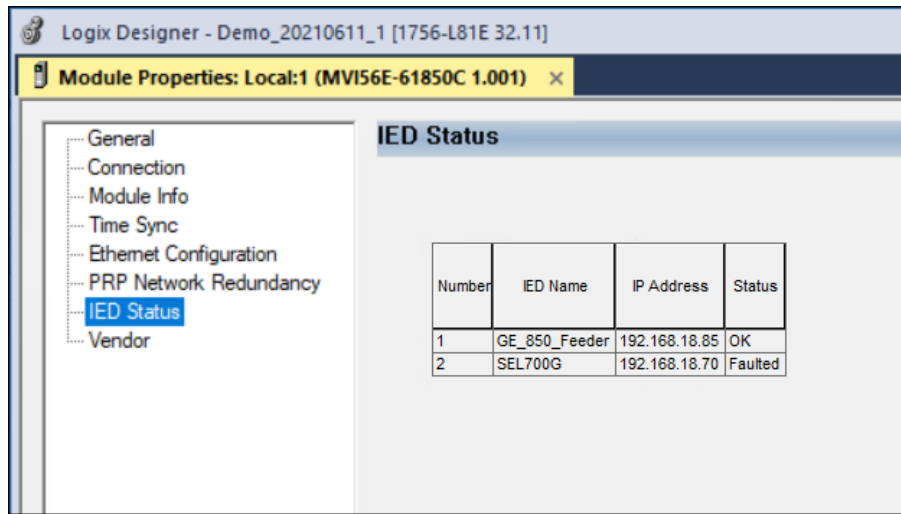 Logix Designer - Demo_20210611_1 [1756-L81E 32.11]
Module Properties: Local:1 (MVI56E-61850C 1.001) ×
General
Connection
Module Info
Time Sync
Ethernet Configuration
PRP Network Redundancy
IED Status
Vendor
IED Status
Number IED Name IP Address Status
1 GE_850_Feeder 192.168.18.85 OK
2 SEL700G 192.168.18.70 Faulted